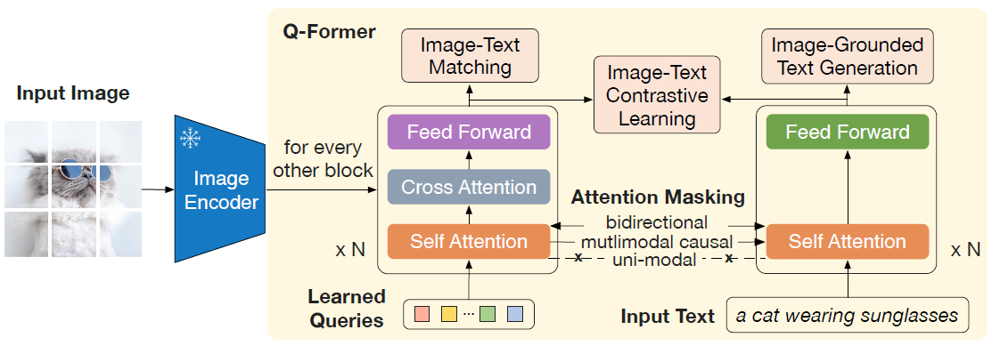 Q-Former
Input Image
Image
Encoder
for every
other block
Image-Text
Matching
Image-Text
Contrastive
Learning
Image-Grounded
Text Generation
Feed Forward
Cross Attention
Self Attention
x N
Learned
Queries
...
Attention Masking
bidirectional
mutlimodal causal
x uni-modal x
Feed Forward
Self Attention
x N
Input Text
a cat wearing sunglasses